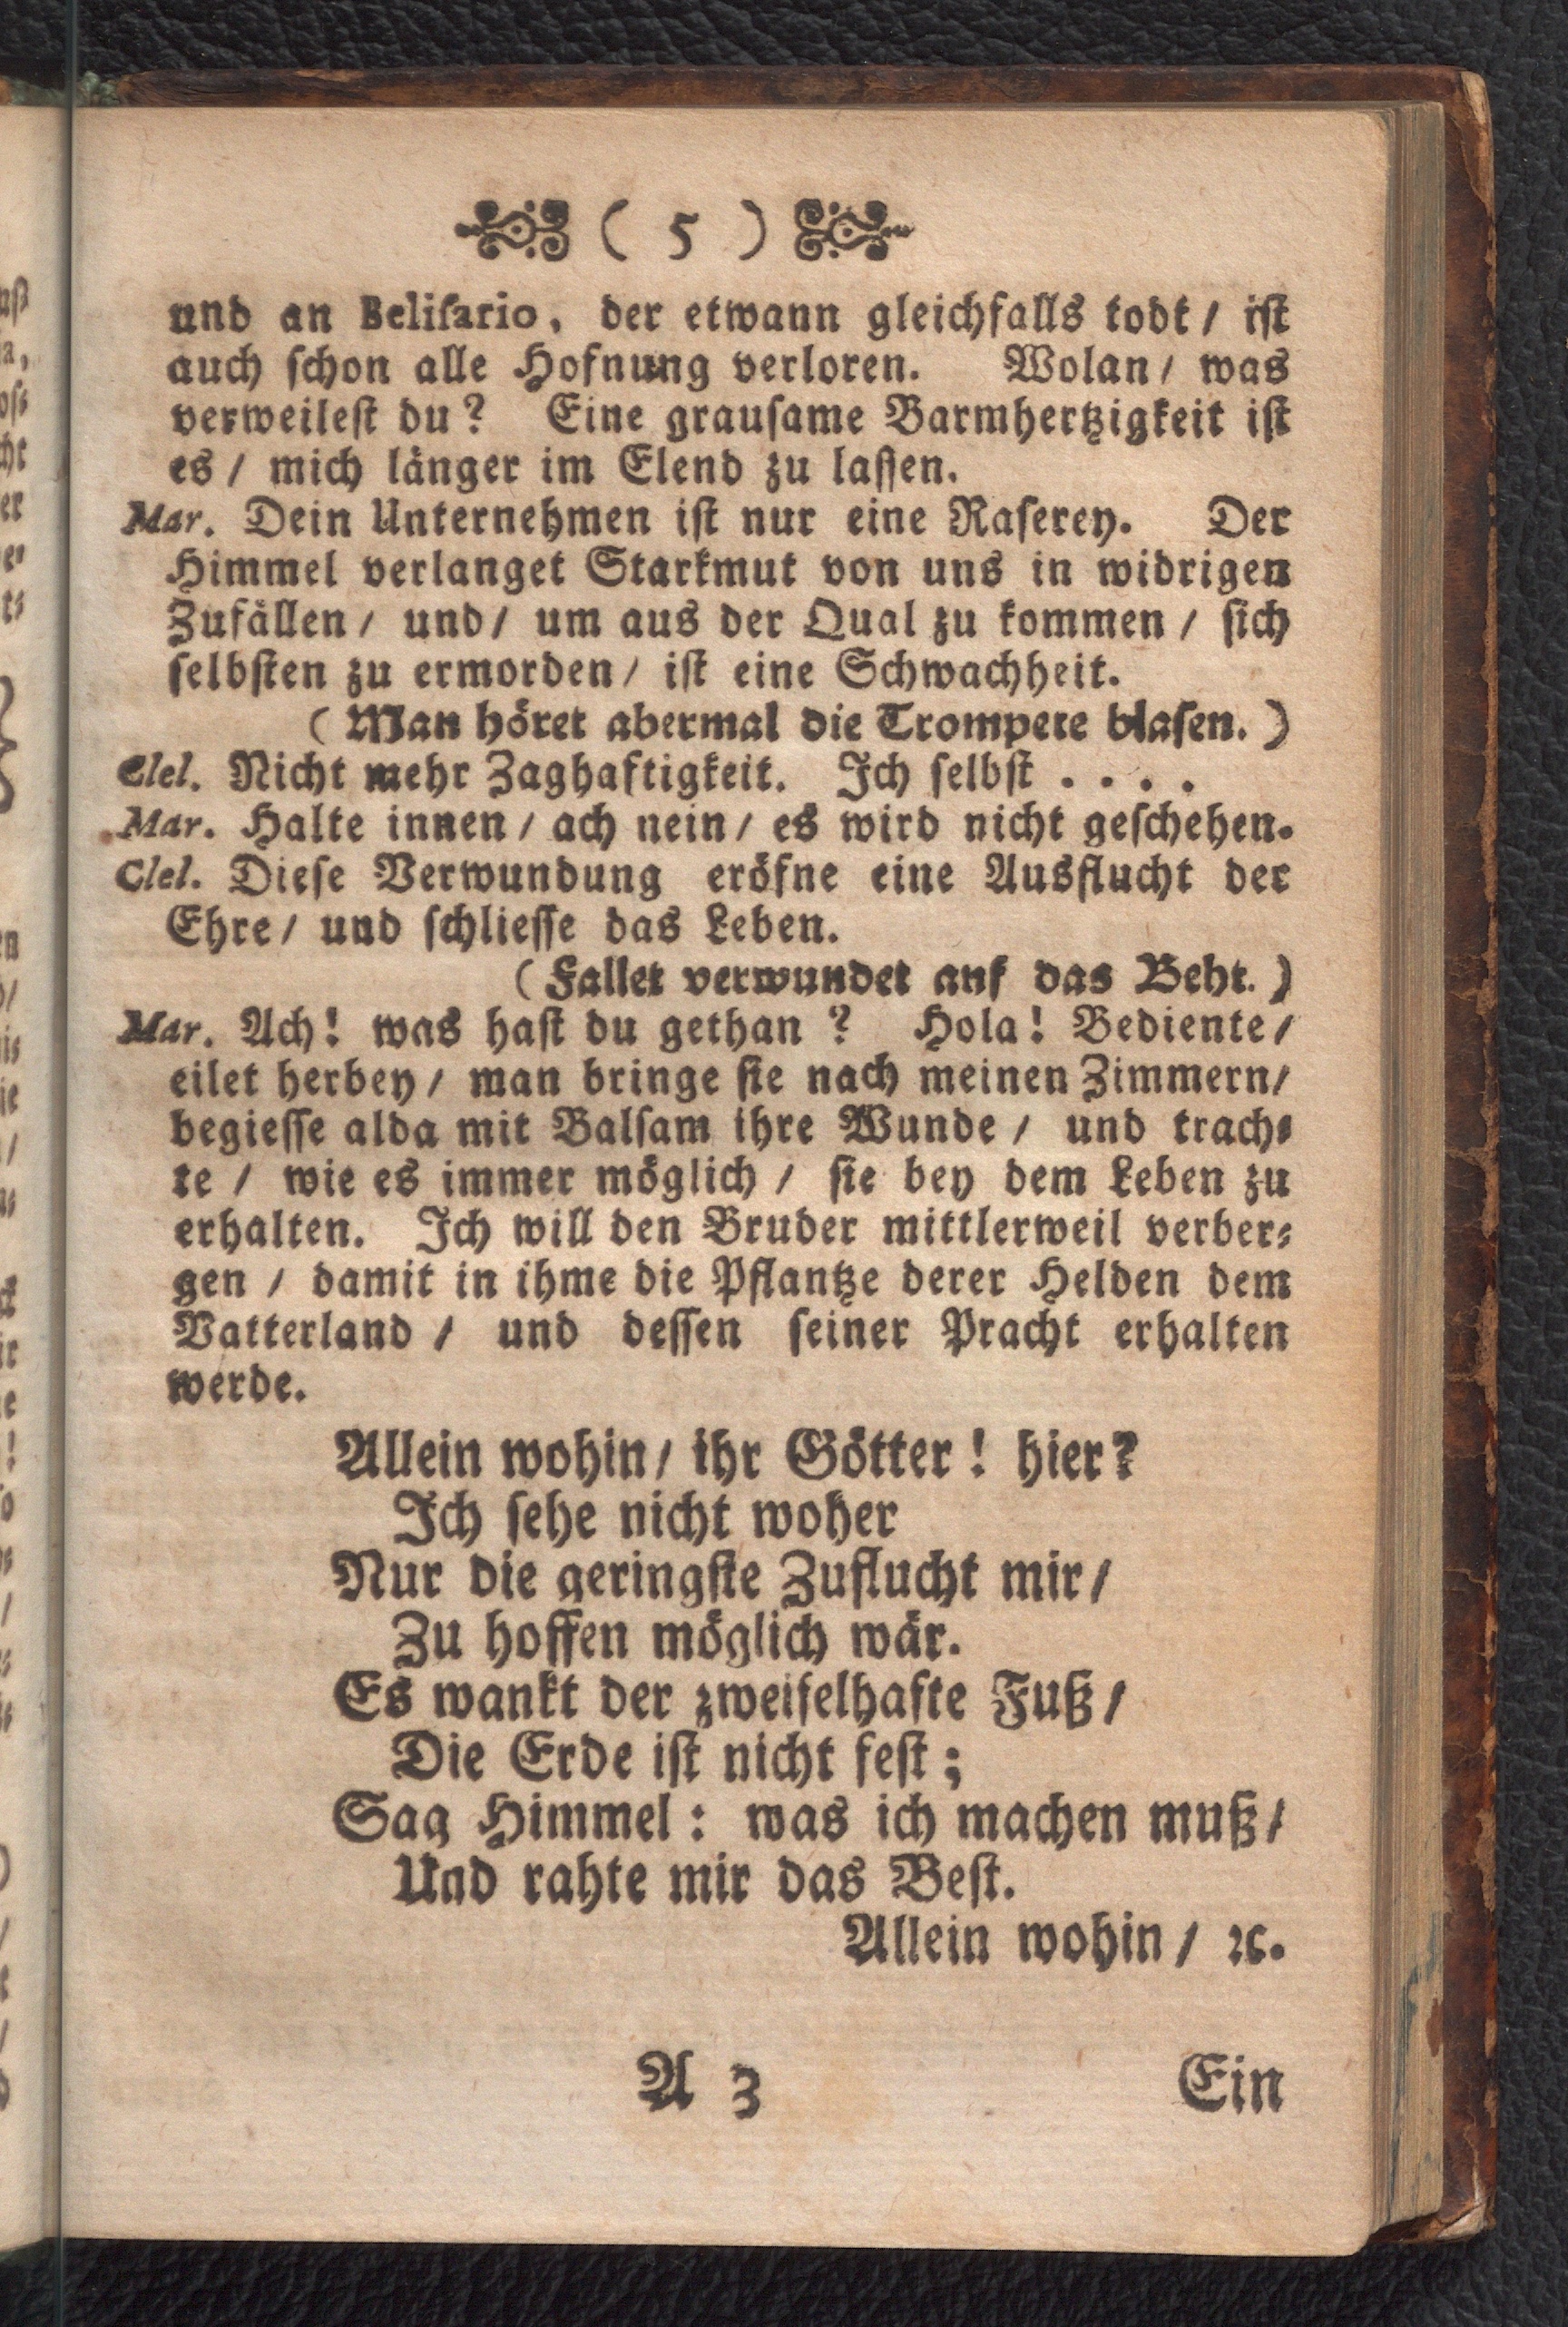 ( 5 )
und an Beliſario, der etwann gleichfalls todt / iſt
auch ſchon alle Hofnung verloren. Wolan / was
verweileſt du? Eine grauſame Barmhertzigkeit iſt
es / mich länger im Elend zu laſſen.
Mar. Dein Unternehmen iſt nur eine Raſerey. Der
Himmel verlanget Starkmut von uns in widrigen
Zufällen / und / um aus der Qual zu kommen / ſich
ſelbſten zu ermorden / iſt eine Schwachheit.
( Man höret abermal die Trompete blaſen. )
Clel. Nicht mehr Zaghaftigkeit. Ich ſelbſt . . . .
Mar. Halte innen / ach nein / es wird nicht geſchehen.
Clel. Dieſe Verwundung eröfne eine Ausflucht der
Ehre / und ſchlieſſe das Leben.
( Fallet verwundet auf das Beht. )
Mar. Ach! was haſt du gethan ? Hola! Bediente /
eilet herbey / man bringe ſie nach meinen Zimmern /
begieſſe alda mit Balſam ihre Wunde / und trach⸗
te / wie es immer möglich / ſie bey dem Leben zu
erhalten. Ich will den Bruder mittlerweil verber⸗
gen / damit in ihme die Pflantze derer Helden dem
Vatterland / und deſſen ſeiner Pracht erhalten
werde.
Allein wohin / ihr Götter ! hier?
Ich ſehe nicht woher
Nur die geringſte Zuflucht mir /
Zu hoffen möglich wär.
Es wankt der zweifelhafte Fuß /
Die Erde iſt nicht feſt ;
Sag Himmel : was ich machen muß /
Und rahte mir das Beſt.
Allein wohin / ꝛc.
A 3 Ein